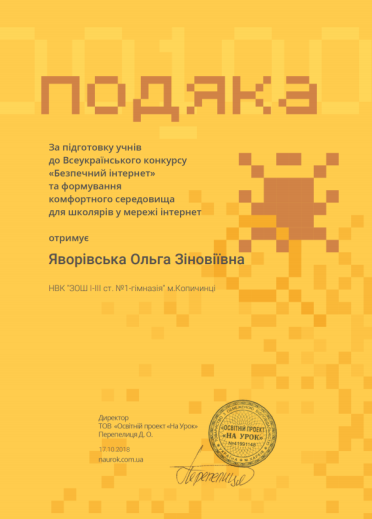 ПОДЯКА
За підготовку учнів
до Всеукраїнського конкурсу
«Безпечний інтернет»
та формування
комфортного середовища
для школярів у мережі інтернет
отримує
Яворівська Ольга Зіновіївна
НВК "ЗОШ І-ІІІ ст. №1-гімназія" м.Копичинці
Директор
ТОВ «Освітній проект «На Урок»
Перепелиця Д. О.
17.10.2018
naurok.com.ua
«ОСВІТНІЙ ПРОЕКТ
«НА УРОК»
Перепелиця